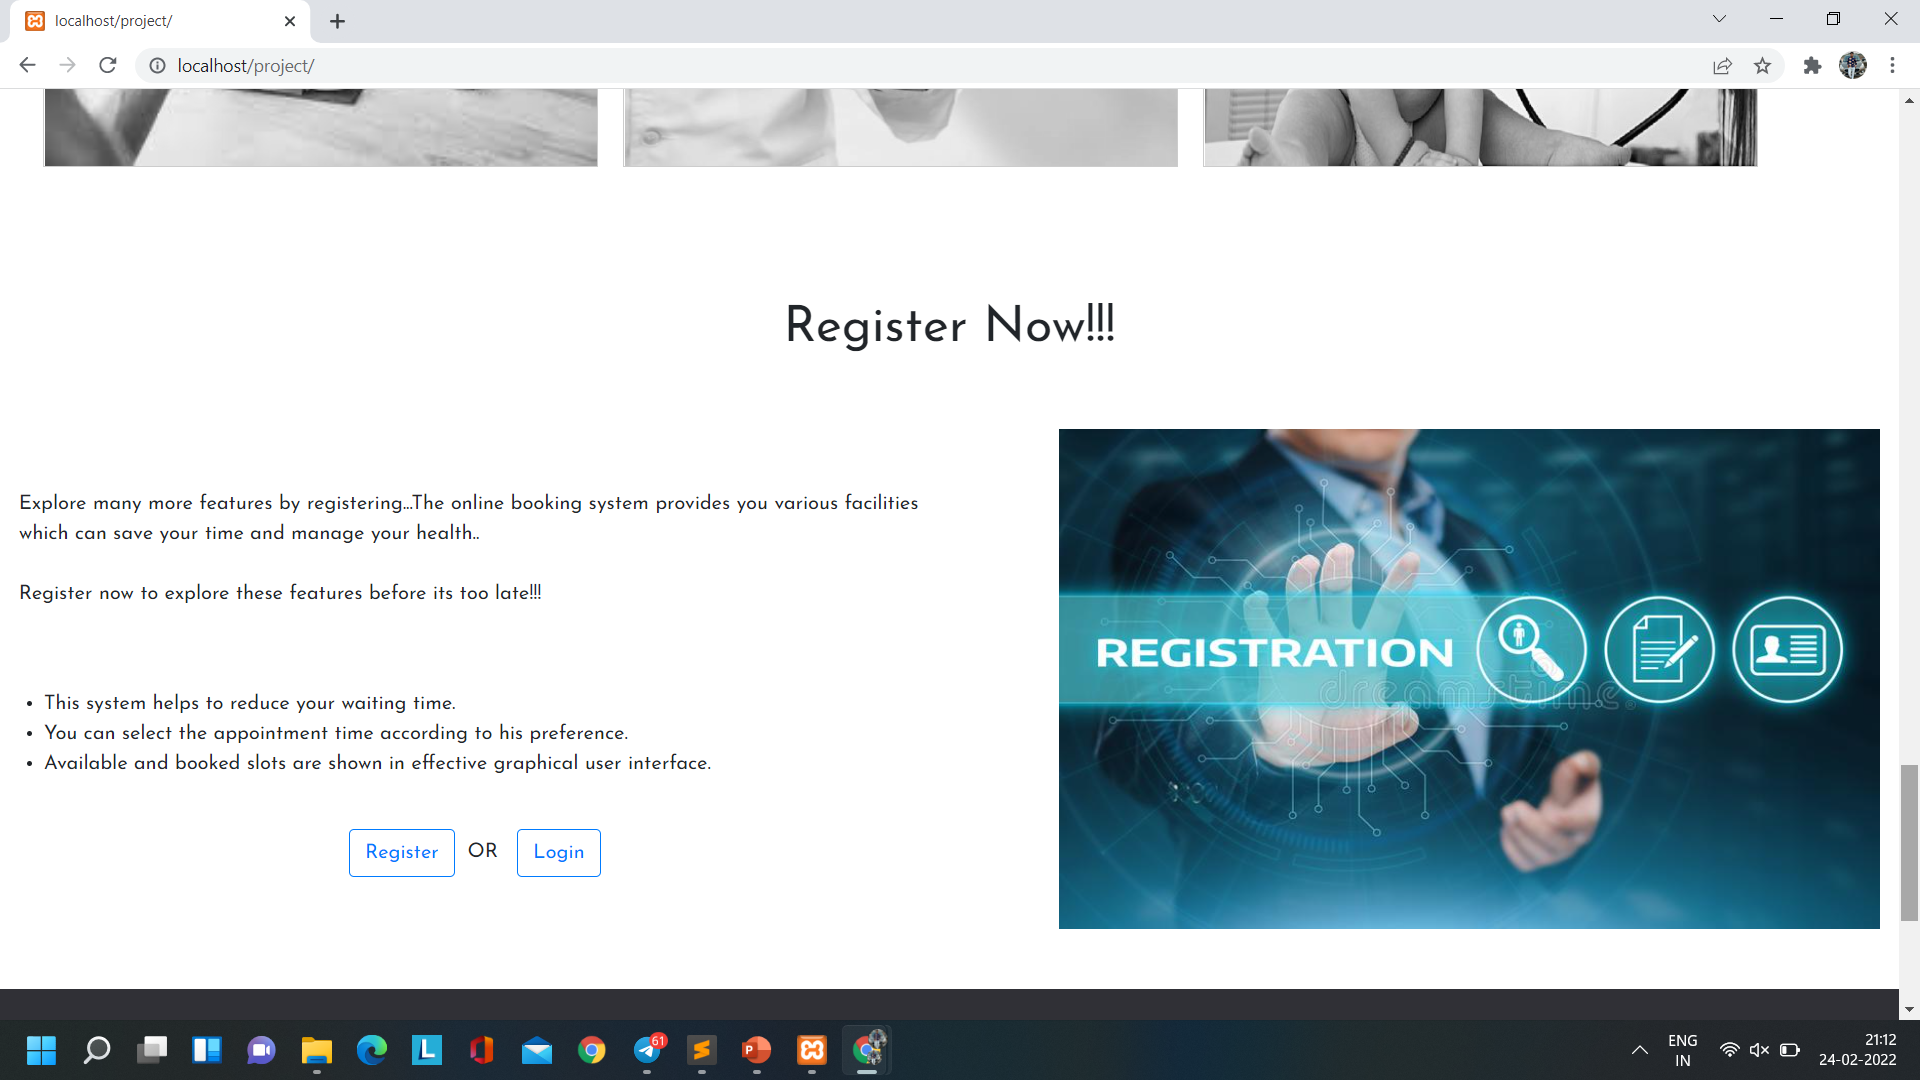 localhost/project/
localhost/project/
Register Now!!!
Explore many more features by registering...The online booking system provides you various facilities
which can save your time and manage your health..
Register now to explore these features before its too late!!!
This system helps to reduce your waiting time.
You can select the appointment time according to his preference.
Available and booked slots are shown in effective graphical user interface.
Register OR Login
REGISTRATION
dreamstime
61
ENG
IN
21:12
24-02-2022